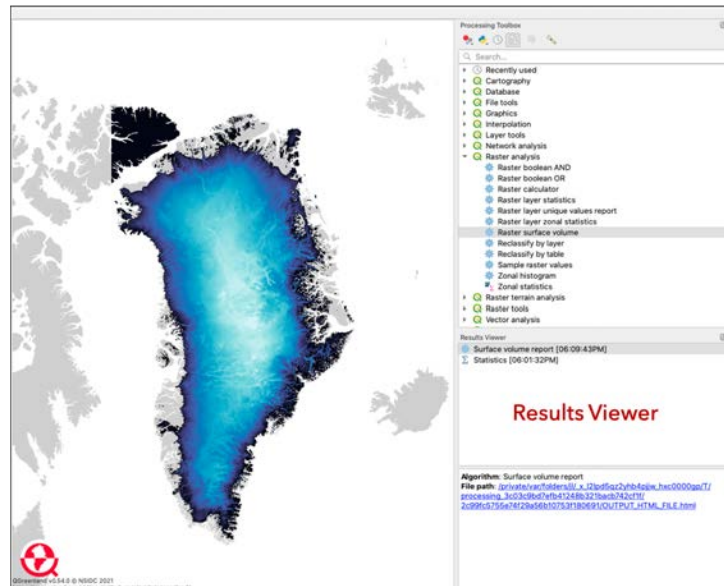 Processing Toolbox
Search...
Recently used
Cartography
Database
File tools
Graphics
Interpolation
Layer tools
Network analysis
Raster analysis
Raster boolean AND
Raster boolean OR
Raster calculator
Raster layer statistics
Raster layer unique values report
Raster layer zonal statistics
Raster surface volume
Reclassify by layer
Reclassify by table
Sample raster values
Zonal histogram
Zonal statistics
Raster terrain analysis
Raster tools
Vector analysis
Results Viewer
Surface volume report [06:09:43PM]
Statistics [06:01:32PM]
Results Viewer
Algorithm: Surface volume report
File path:
QGreenland v0.54.0 © NSIDC 2021